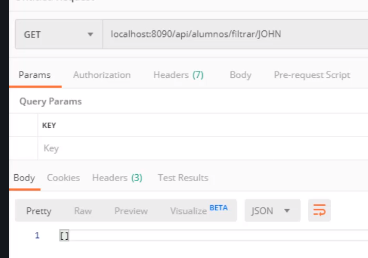 GET localhost:8090/api/alumnos/filtrar/JOHN
Params Authorization Headers (7) Body Pre-request Script
Query Params
KEY
Key
Body Cookies Headers (3) Test Results
Pretty Raw Preview Visualize BETA JSON
1 []